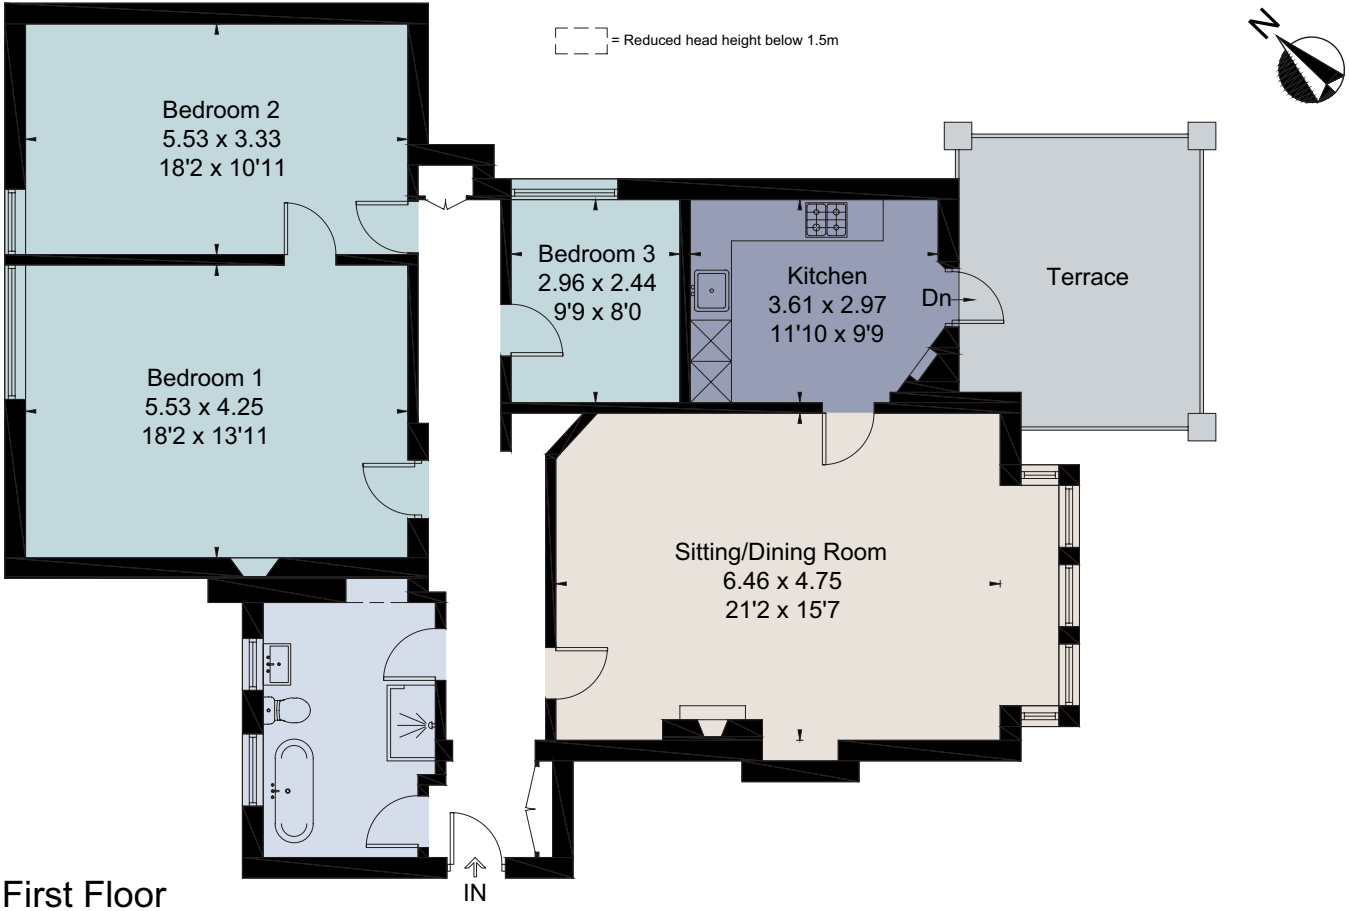 = Reduced head height below 1.5m
N
Bedroom 2
5.53 x 3.33
18'2 x 10'11
Bedroom 3
2.96 x 2.44
9'9 x 8'0
Kitchen
3.61 x 2.97
11'10 x 9'9
Dn
Terrace
Bedroom 1
5.53 x 4.25
18'2 x 13'11
Sitting/Dining Room
6.46 x 4.75
21'2 x 15'7
IN
First Floor